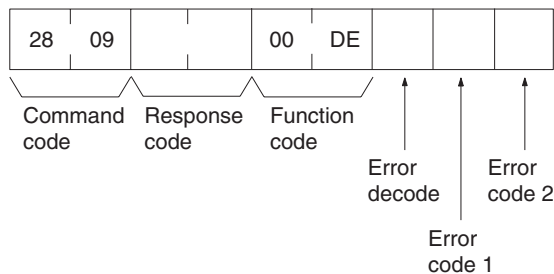 28 09 00 DE
Command code
Response code
Function code
Error decode
Error code 1
Error code 2